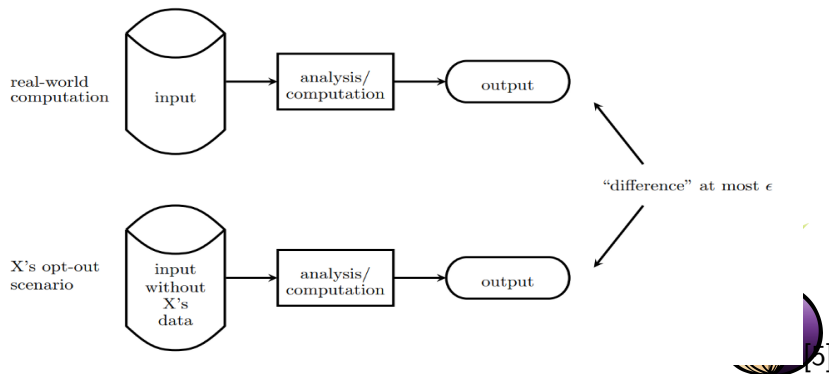 real-world
computation
input
analysis/
computation
output
“difference” at most ϵ
X's opt-out
scenario
input
without
X's
data
analysis/
computation
output
[5]